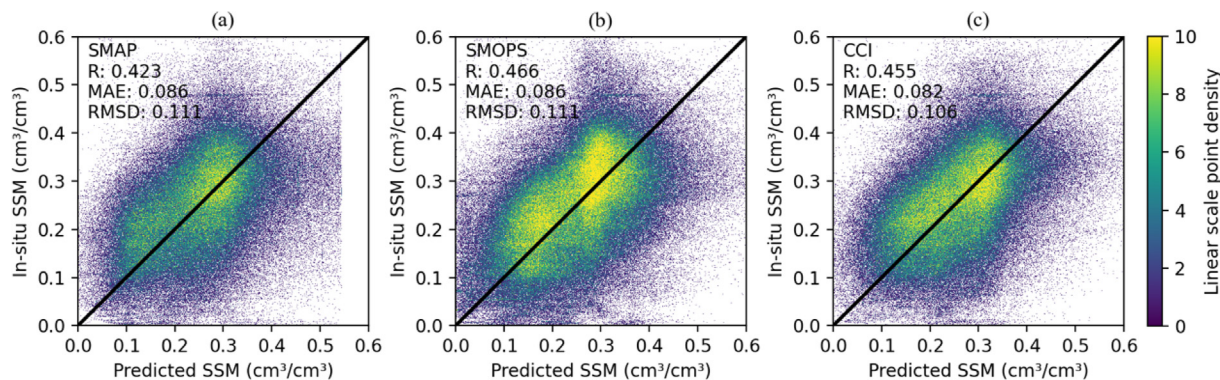 (a)
(b)
(c)
SMAP
R: 0.423
MAE: 0.086
RMSD: 0.111
SMOPS
R: 0.466
MAE: 0.086
RMSD: 0.111
CCI
R: 0.455
MAE: 0.082
RMSD: 0.106
In-situ SSM (cm³/cm³)
0.6
0.5
0.4
0.3
0.2
0.1
0.0
0.0 0.1 0.2 0.3 0.4 0.5 0.6
Predicted SSM (cm³/cm³)
In-situ SSM (cm³/cm³)
0.6
0.5
0.4
0.3
0.2
0.1
0.0
0.0 0.1 0.2 0.3 0.4 0.5 0.6
Predicted SSM (cm³/cm³)
In-situ SSM (cm³/cm³)
0.6
0.5
0.4
0.3
0.2
0.1
0.0
0.0 0.1 0.2 0.3 0.4 0.5 0.6
Predicted SSM (cm³/cm³)
10
8
6
4
2
0
Linear scale point density